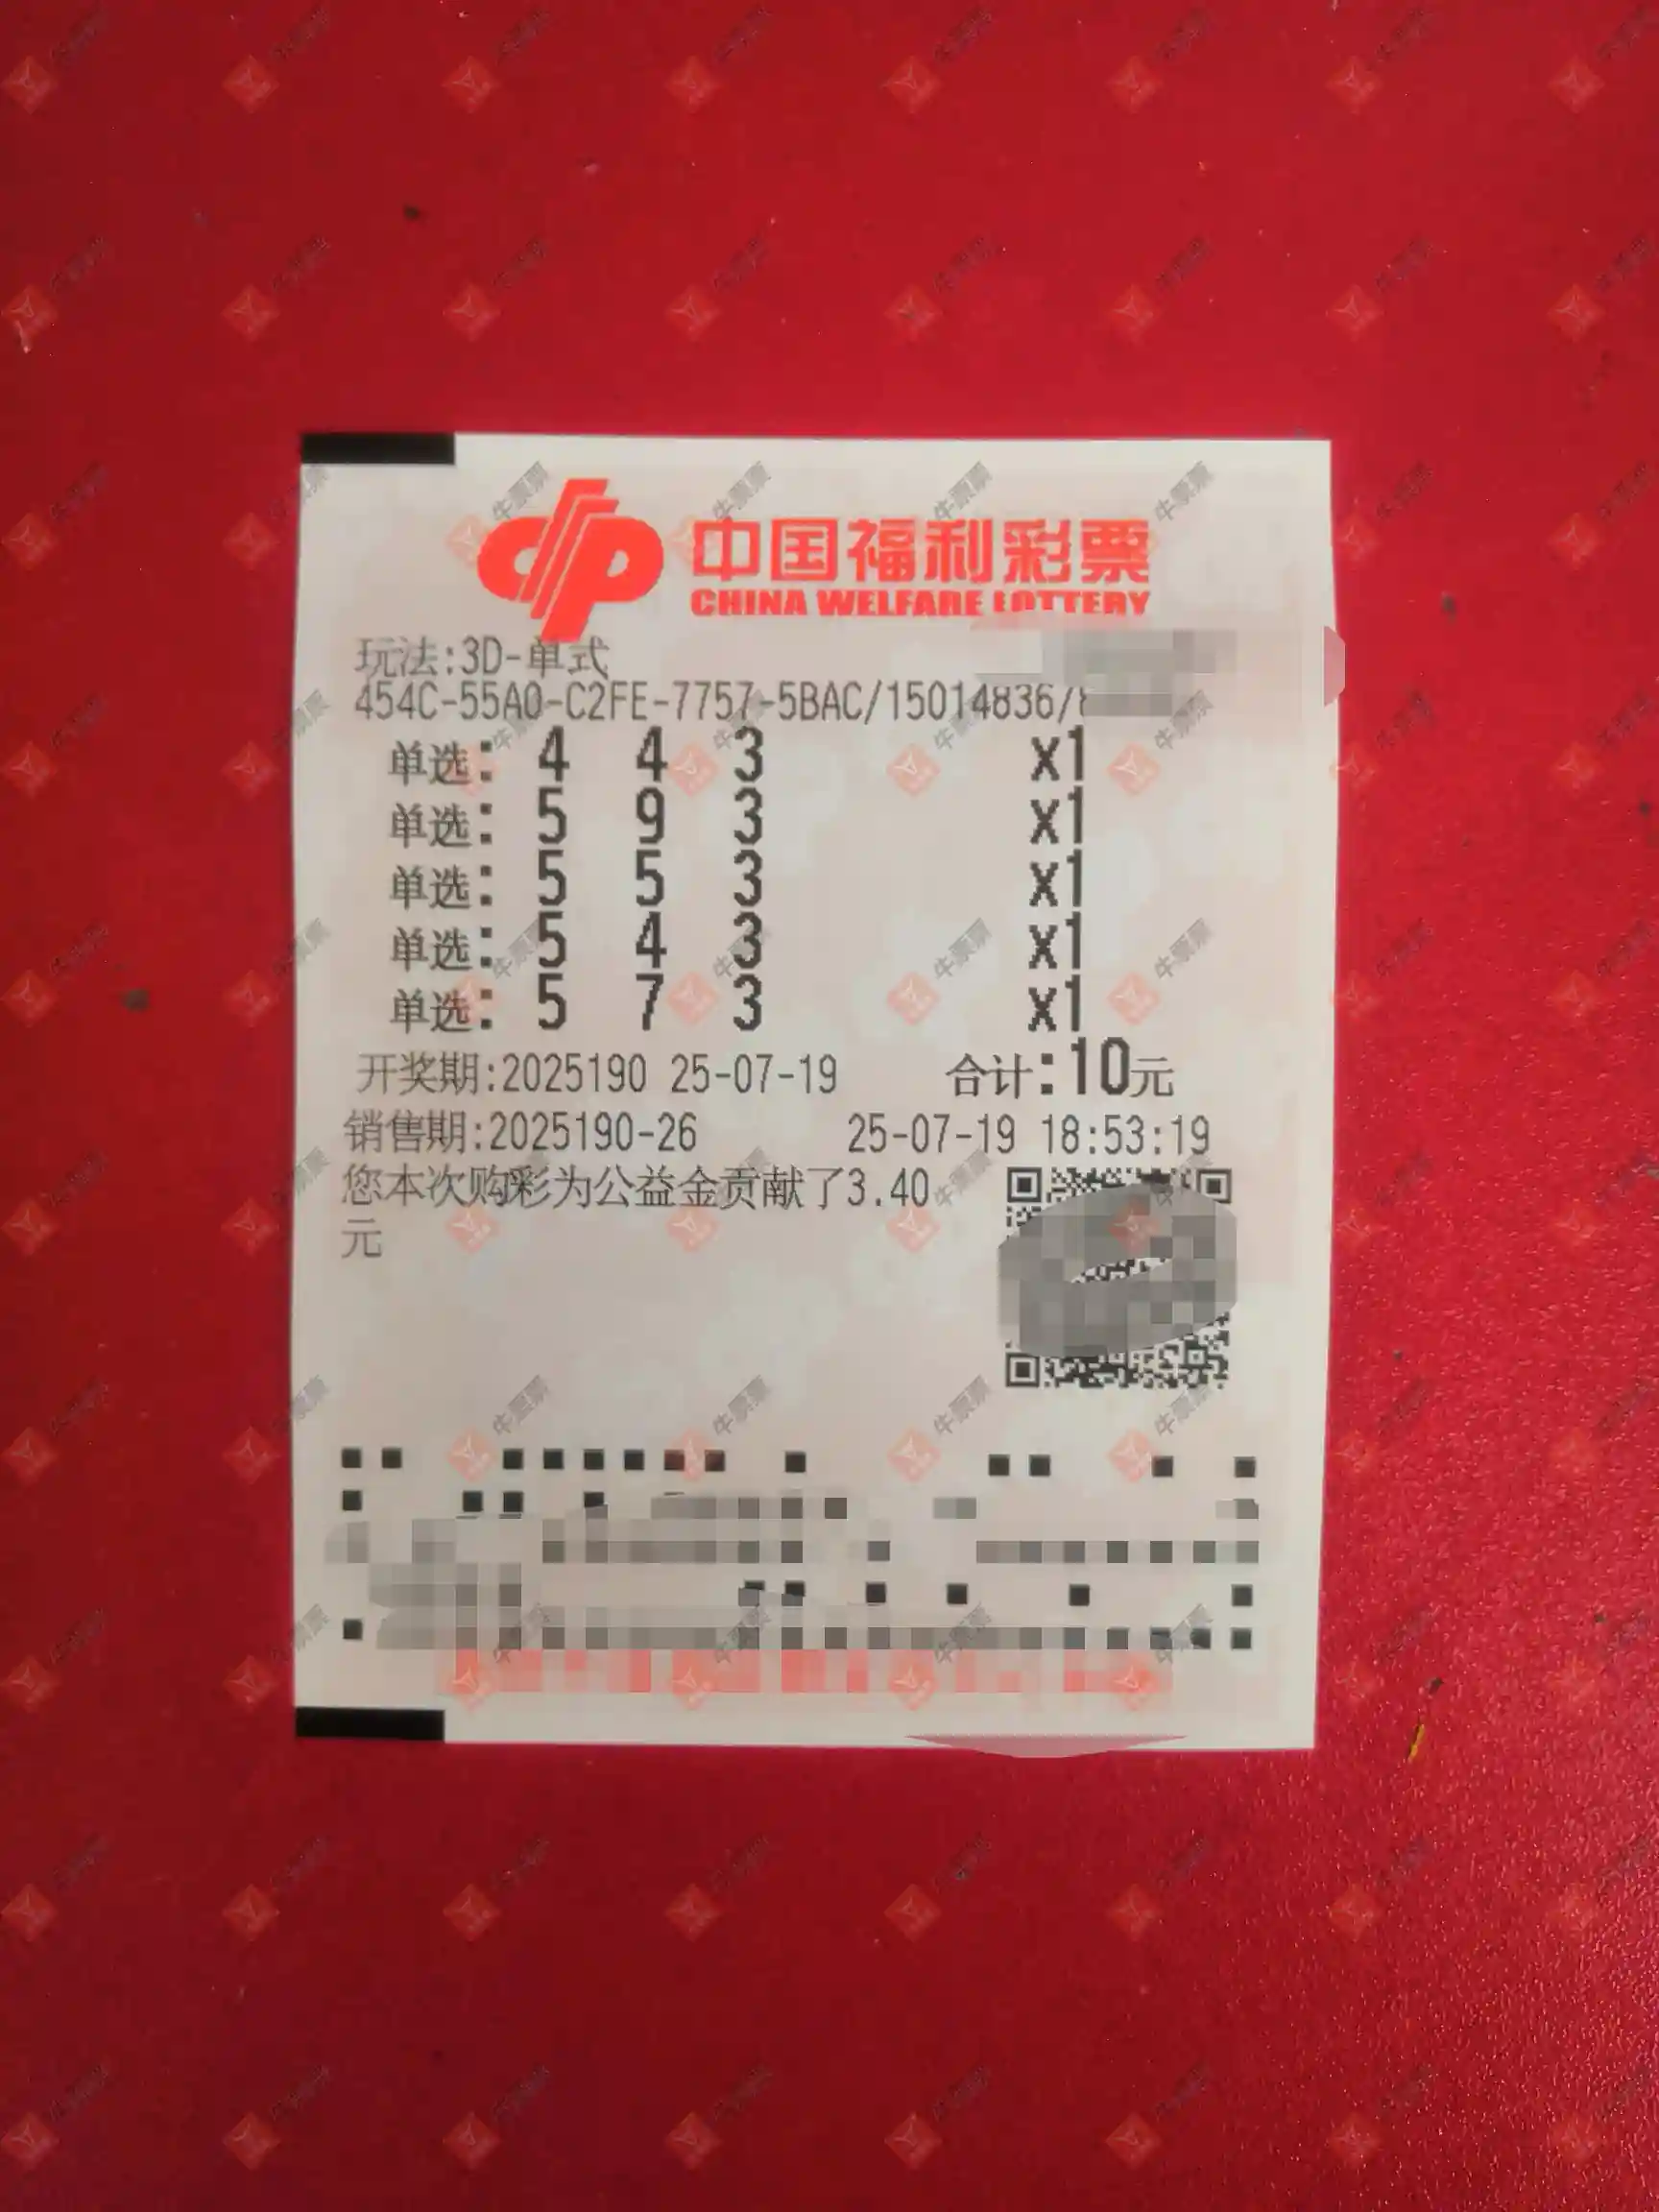 中国福利彩票
CHINA WELFARE LOTTERY
玩法:3D-单式
454C-55A0-C2FE-7757-5BAC/15014836/
单选: 4 4 3 x1
单选: 5 9 3 x1
单选: 5 5 3 x1
单选: 5 4 3 x1
单选: 5 7 3 x1
开奖期:2025190 25-07-19 合计:10元
销售期:2025190-26 25-07-19 18:53:19
您本次购彩为公益金贡献了3.40
元
牛票票